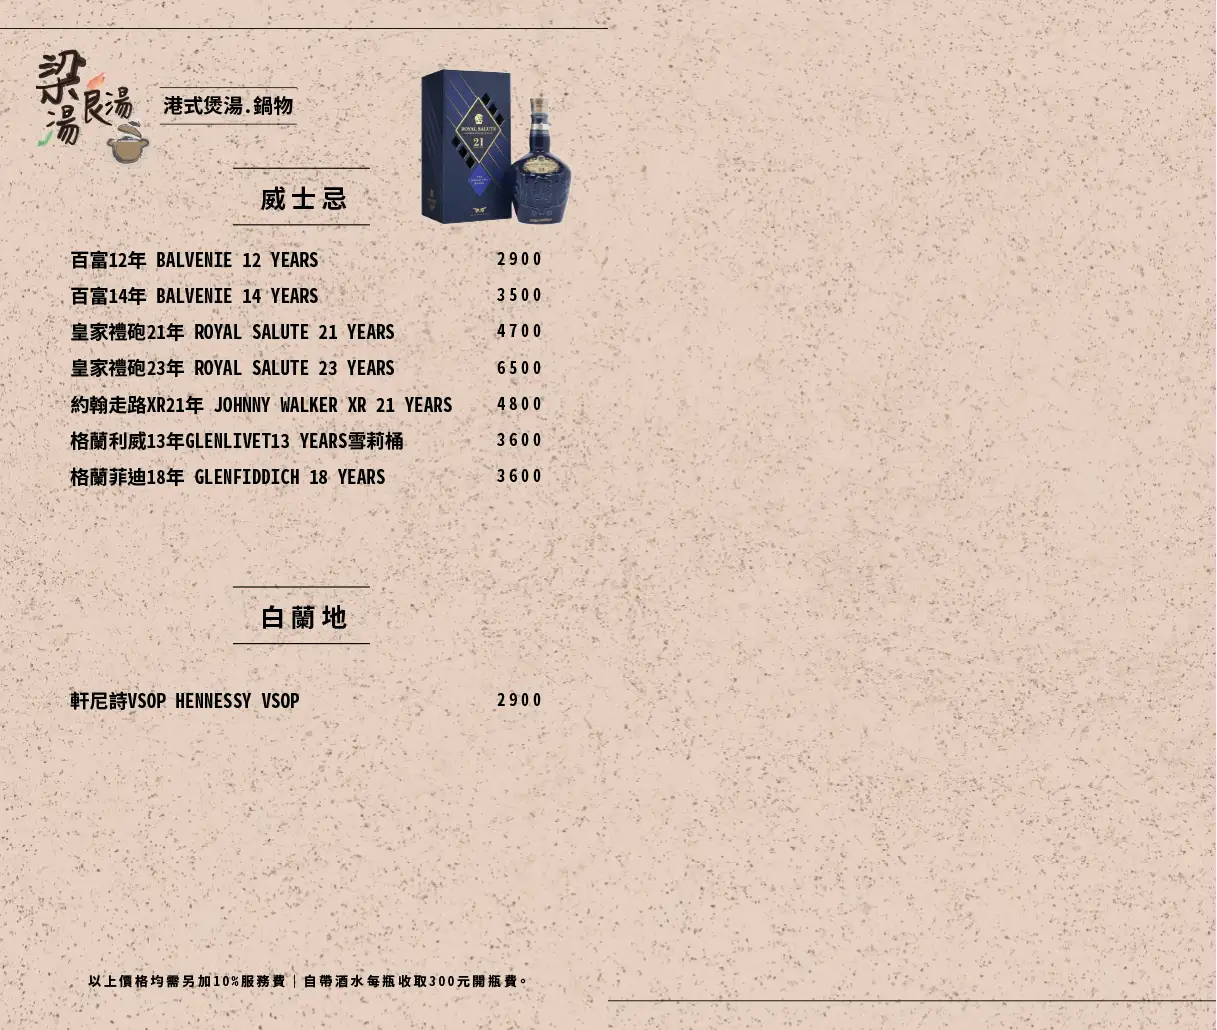 梁湯良湯
港式煲湯.鍋物
ROYAL SALUTE
21
威士忌
百富12年 BALVENIE 12 YEARS 2900
百富14年 BALVENIE 14 YEARS 3500
皇家禮砲21年 ROYAL SALUTE 21 YEARS 4700
皇家禮砲23年 ROYAL SALUTE 23 YEARS 6500
約翰走路XR21年 JOHNNY WALKER XR 21 YEARS 4800
格蘭利威13年GLENLIVET13 YEARS雪莉桶 3600
格蘭菲迪18年 GLENFIDDICH 18 YEARS 3600
白蘭地
軒尼詩VSOP HENNESSY VSOP 2900
以上價格均需另加10%服務費｜自帶酒水每瓶收取300元開瓶費。